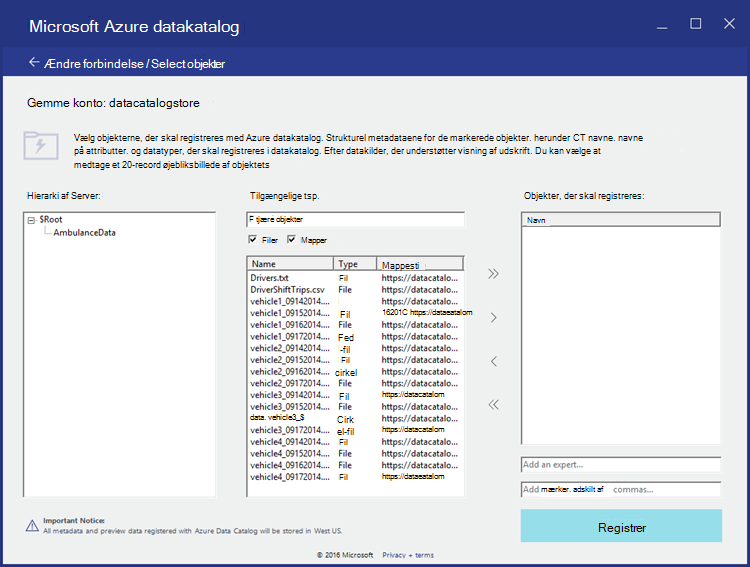 Microsoft Azure datakatalog
Ændre forbindelse / Select objekter
Gemme konto: datacatalogstore
Vælg objekterne, der skal registreres med Azure datakatalog. Strukturel metadataene for de markerede objekter. herunder CT navne. navne
på attributter. og datatyper, der skal registreres i datakatalog. Efter datakilder, der understøtter visning af udskrift. Du kan vælge at
medtage et 20-record øjebliksbillede af objektets
Hierarki af Server:
$Root
AmbulanceData
Tilgængelige tsp.
F tjære objekter
Filer Mapper
Name Type Mappesti
Drivers.txt Fil https://datacatalo...
DriverShiftTrips.csv File https://datacatalo...
vehicle1_09142014.... https://datacatalo...
vehicle1_09152014.... Fil 16201C https://dataeatalom
vehicle1_09162014.... File https://datacatalo...
vehicle1_09172014.... Fed https://datacatalo...
vehicle2_09142014.... -fil https://datacatalo...
vehicle2_09152014.... Fil https://datacatalo...
vehicle2_09162014.... cirkel https://datacatalo...
vehicle2_09172014.... File https://datacatalo...
vehicle3_09142014.... Fil https://datacatalom
data. vehicle3_$ Cirk https://datacatalo...
vehicle3_09172014.... el-fil https://datacatalom
vehicle4_09142014.... Fil https://datacatalo...
vehicle4_09152014.... File https://datacatalo...
vehicle4_09162014.... File https://datacatalo...
vehicle4_09172014.... Fil https://dataeatalom
Objekter, der skal registreres:
Navn
Add an expert...
Add mærker. adskilt af commas...
Registrer
Important Notice:
All metadata and preview data registered with Azure Data Catalog will be stored in West US.
© 2016 Microsoft Privacy + terms